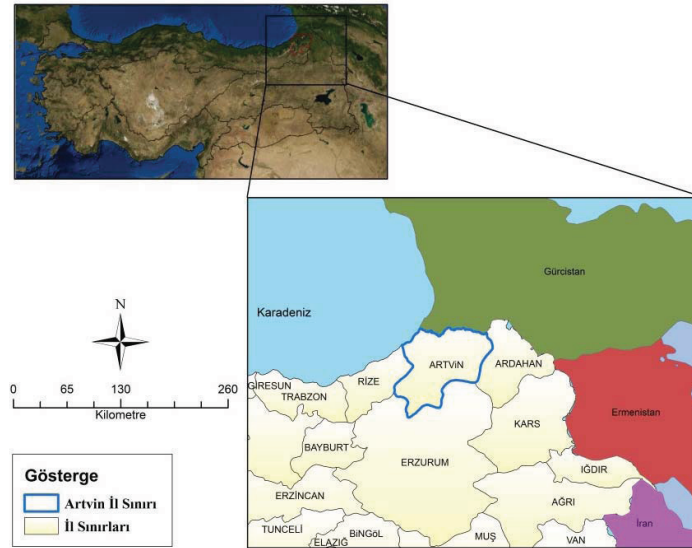 Gürcistan
Karadeniz
N
ARTVİN
ARDAHAN
RİZE
GİRESUN
TRABZON
0 65 130 260
Kilometre
Ermenistan
KARS
BAYBURT
ERZURUM
IĞDIR
Gösterge
Artvin İl Sınırı
İl Sınırları
ERZİNCAN
AĞRI
TUNCELİ
ELAZIĞ
BİNGÖL
MUŞ
VAN
İran